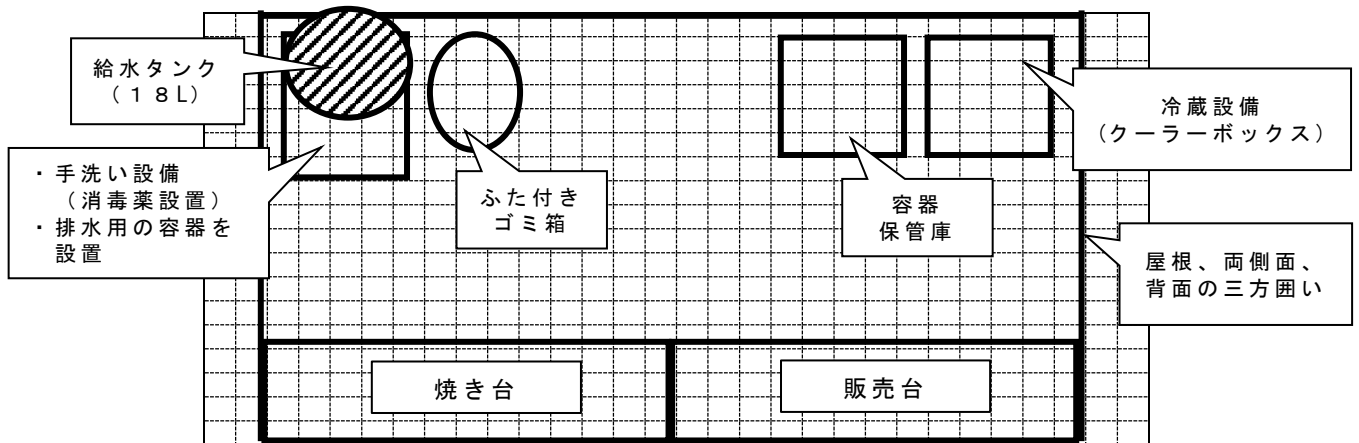 給水タンク
（１８L）
・手洗い設備
（消毒薬設置）
・排水用の容器を
設置
ふた付き
ゴミ箱
容器
保管庫
冷蔵設備
（クーラーボックス）
屋根、両側面、
背面の三方囲い
焼き台
販売台